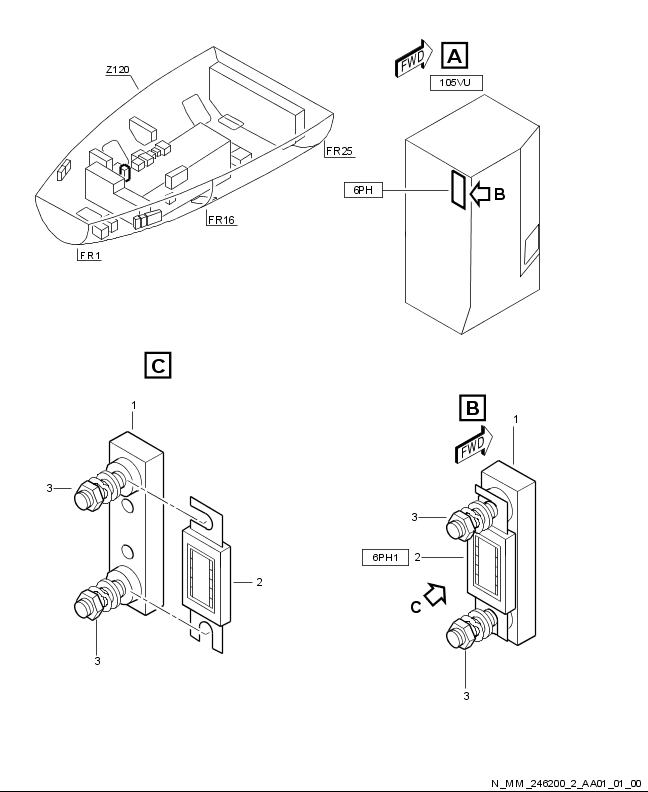 Z120
FR25
FR16
FR1
FWD
A
105VU
6PH
B
C
1
3
2
3
B
FWD
1
3
6PH1
2
C
3
N_MM_246200_2_AA01_01_00